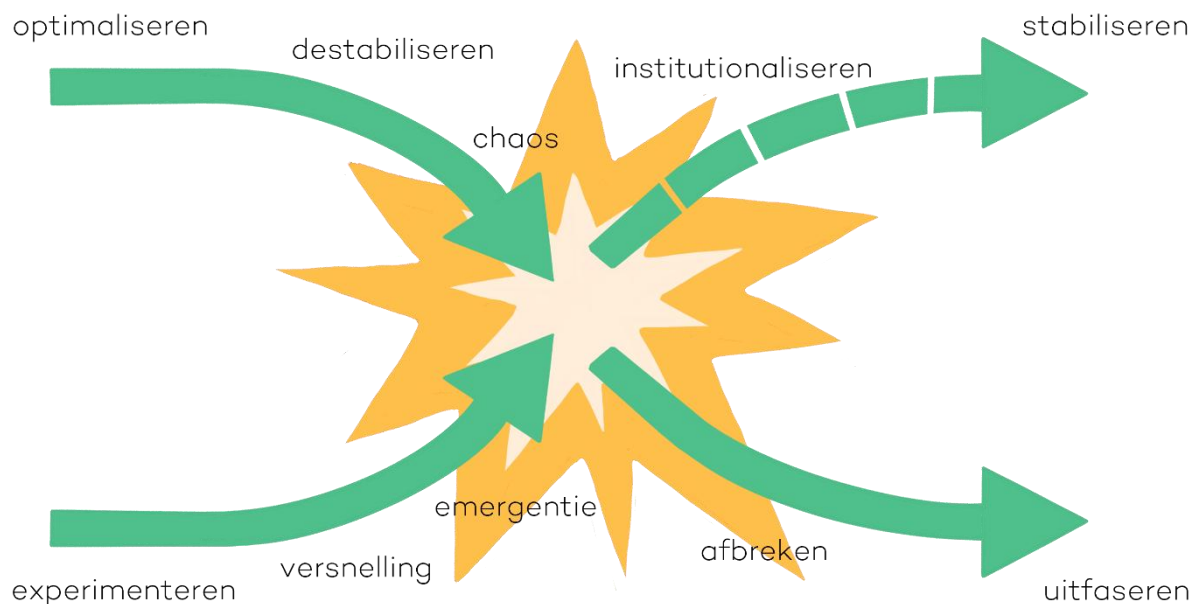 optimaliseren
destabiliseren
chaos
institutionaliseren
stabiliseren
experimenteren
versnelling
emergentie
afbreken
uitfaseren